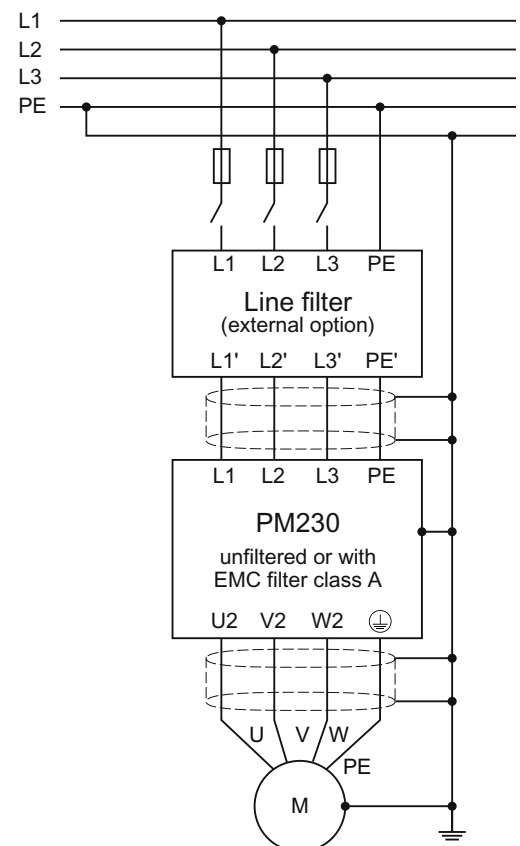 L1
L2
L3
PE
L1 L2 L3 PE
Line filter
(external option)
L1' L2' L3' PE'
L1 L2 L3 PE
PM230
unfiltered or with
EMC filter class A
U2 V2 W2
U V W
PE
M